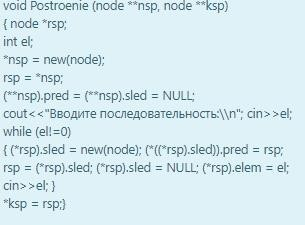 void Postroenie (node **nsp, node **ksp)
{ node *rsp;
int el;
*nsp = new(node);
rsp = *nsp;
(**nsp).pred = (**nsp).sled = NULL;
cout<<"Вводите последовательность:\\n"; cin>>el;
while (el!=0)
{ (*rsp).sled = new(node); (*((*rsp).sled)).pred = rsp;
rsp = (*rsp).sled; (*rsp).sled = NULL; (*rsp).elem = el;
cin>>el; }
*ksp = rsp;}